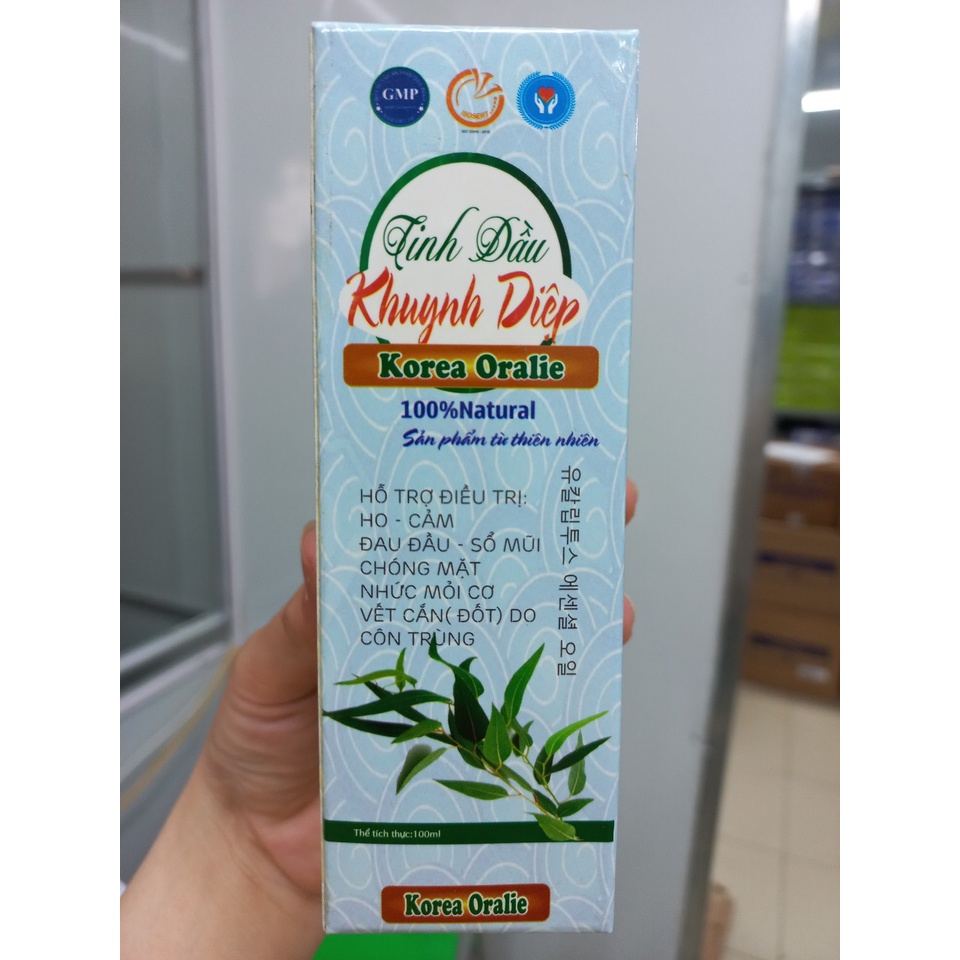 GMP
ISOCERT
Tinh Dầu
Khuynh Diệp
Korea Oralie
100%Natural
Sản phẩm từ thiên nhiên
HỖ TRỢ ĐIỀU TRỊ:
HO - CẢM
ĐAU ĐẦU - SỔ MŨI
CHÓNG MẶT
NHỨC MỎI CƠ
VẾT CẮN( ĐỐT) DO
CÔN TRÙNG
유칼립투스 에센셜 오일
Thể tích thực:100ml
Korea Oralie